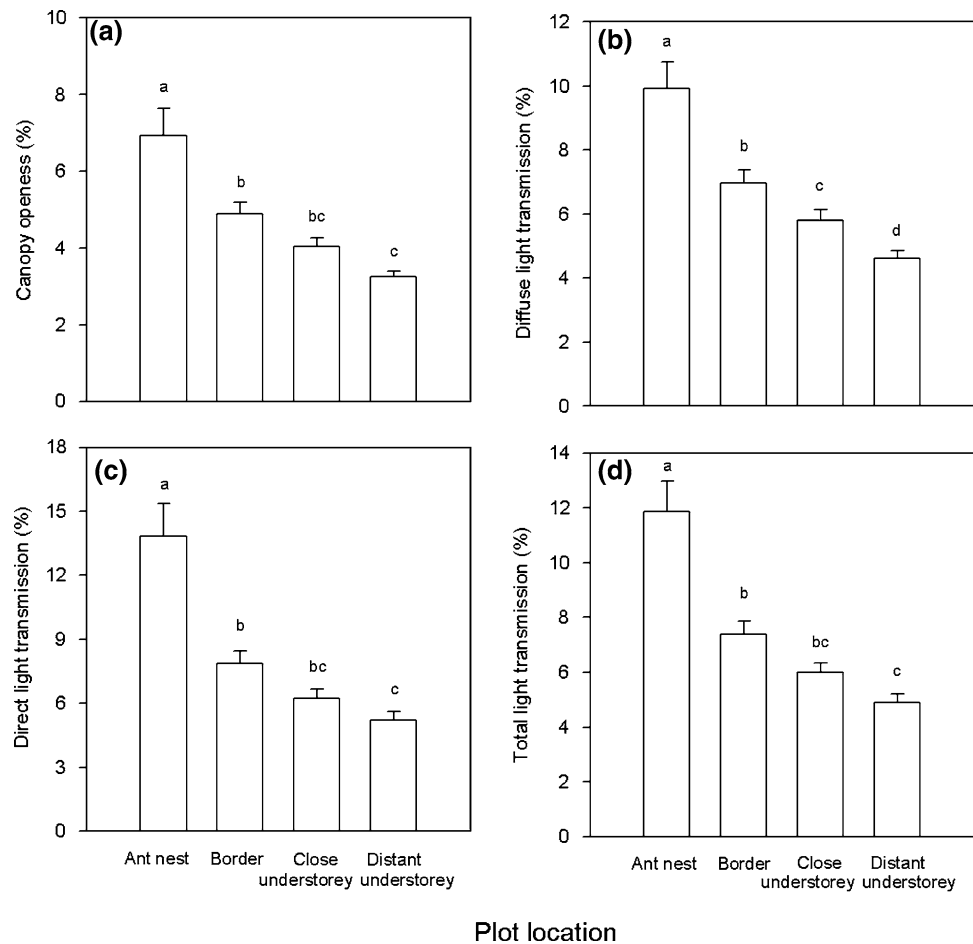 (a)
Canopy openess (%)
10
8
6
4
2
0
a
b
bc
c
(b)
Diffuse light transmission (%)
12
10
8
6
4
2
0
a
b
c
d
(c)
Direct light transmission (%)
18
15
12
9
6
3
0
a
b
bc
c
Ant nest Border Close Distant
understorey understorey
(d)
Total light transmission (%)
14
12
10
8
6
4
2
0
a
b
bc
c
Ant nest Border Close Distant
understorey understorey
Plot location